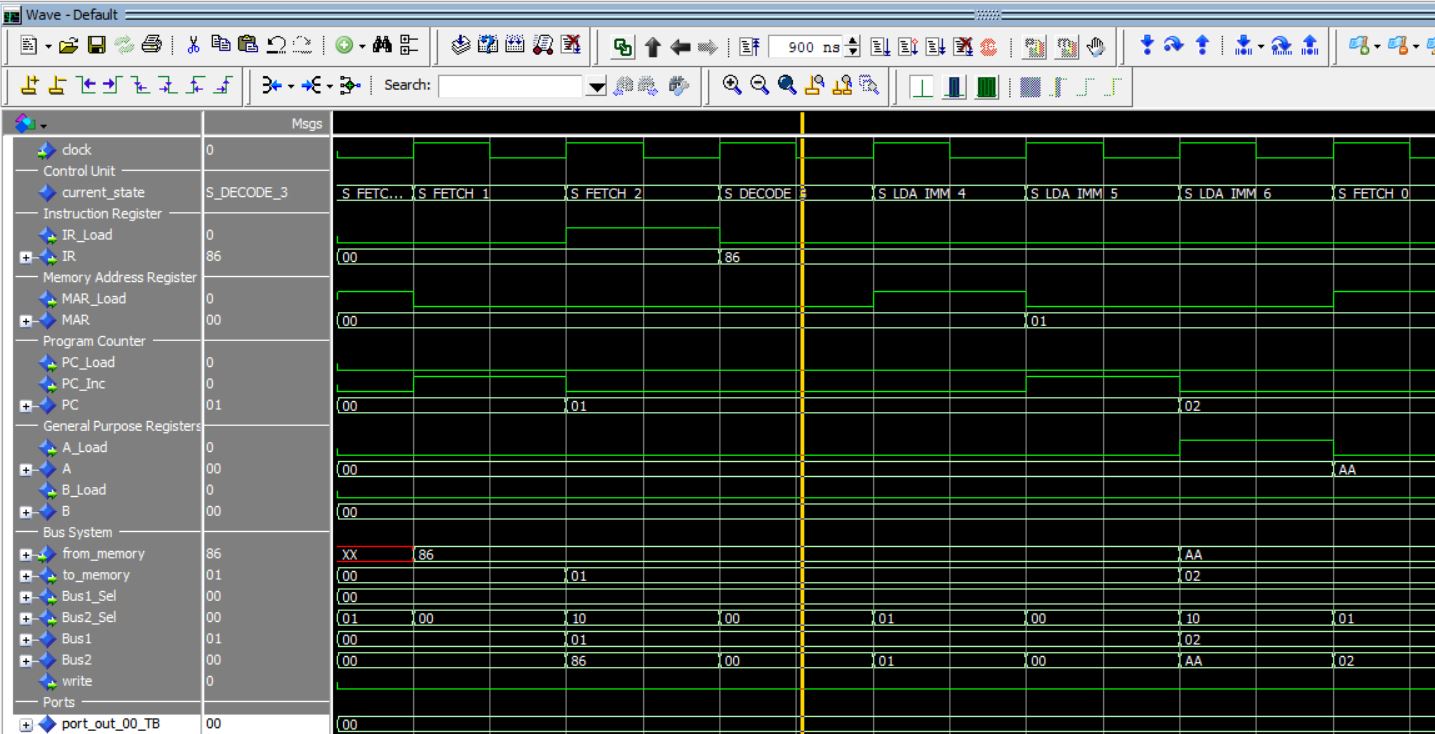 Wave - Default
900 ns
Search:
Msgs
clock 0
Control Unit
current_state S_DECODE_3 S_FETC... S_FETCH_1 S_FETCH_2 S_DECODE_ S_LDA_IMM_4 S_LDA_IMM_5 S_LDA_IMM_6 S_FETCH_0
Instruction Register
IR_Load 0
IR 86 00 86
Memory Address Register
MAR_Load 0
MAR 00 00 01
Program Counter
PC_Load 0
PC_Inc 0
PC 01 00 01 02
General Purpose Registers
A_Load 0
A 00 00 AA
B_Load 0
B 00 00
Bus System
from_memory 86 XX 86 AA
to_memory 01 00 01 02
Bus1_Sel 00 00
Bus2_Sel 00 01 00 10 00 01 00 10 01
Bus1 01 00 01 02
Bus2 00 00 86 00 01 00 AA 02
write 0
Ports
port_out_00_TB 00 00